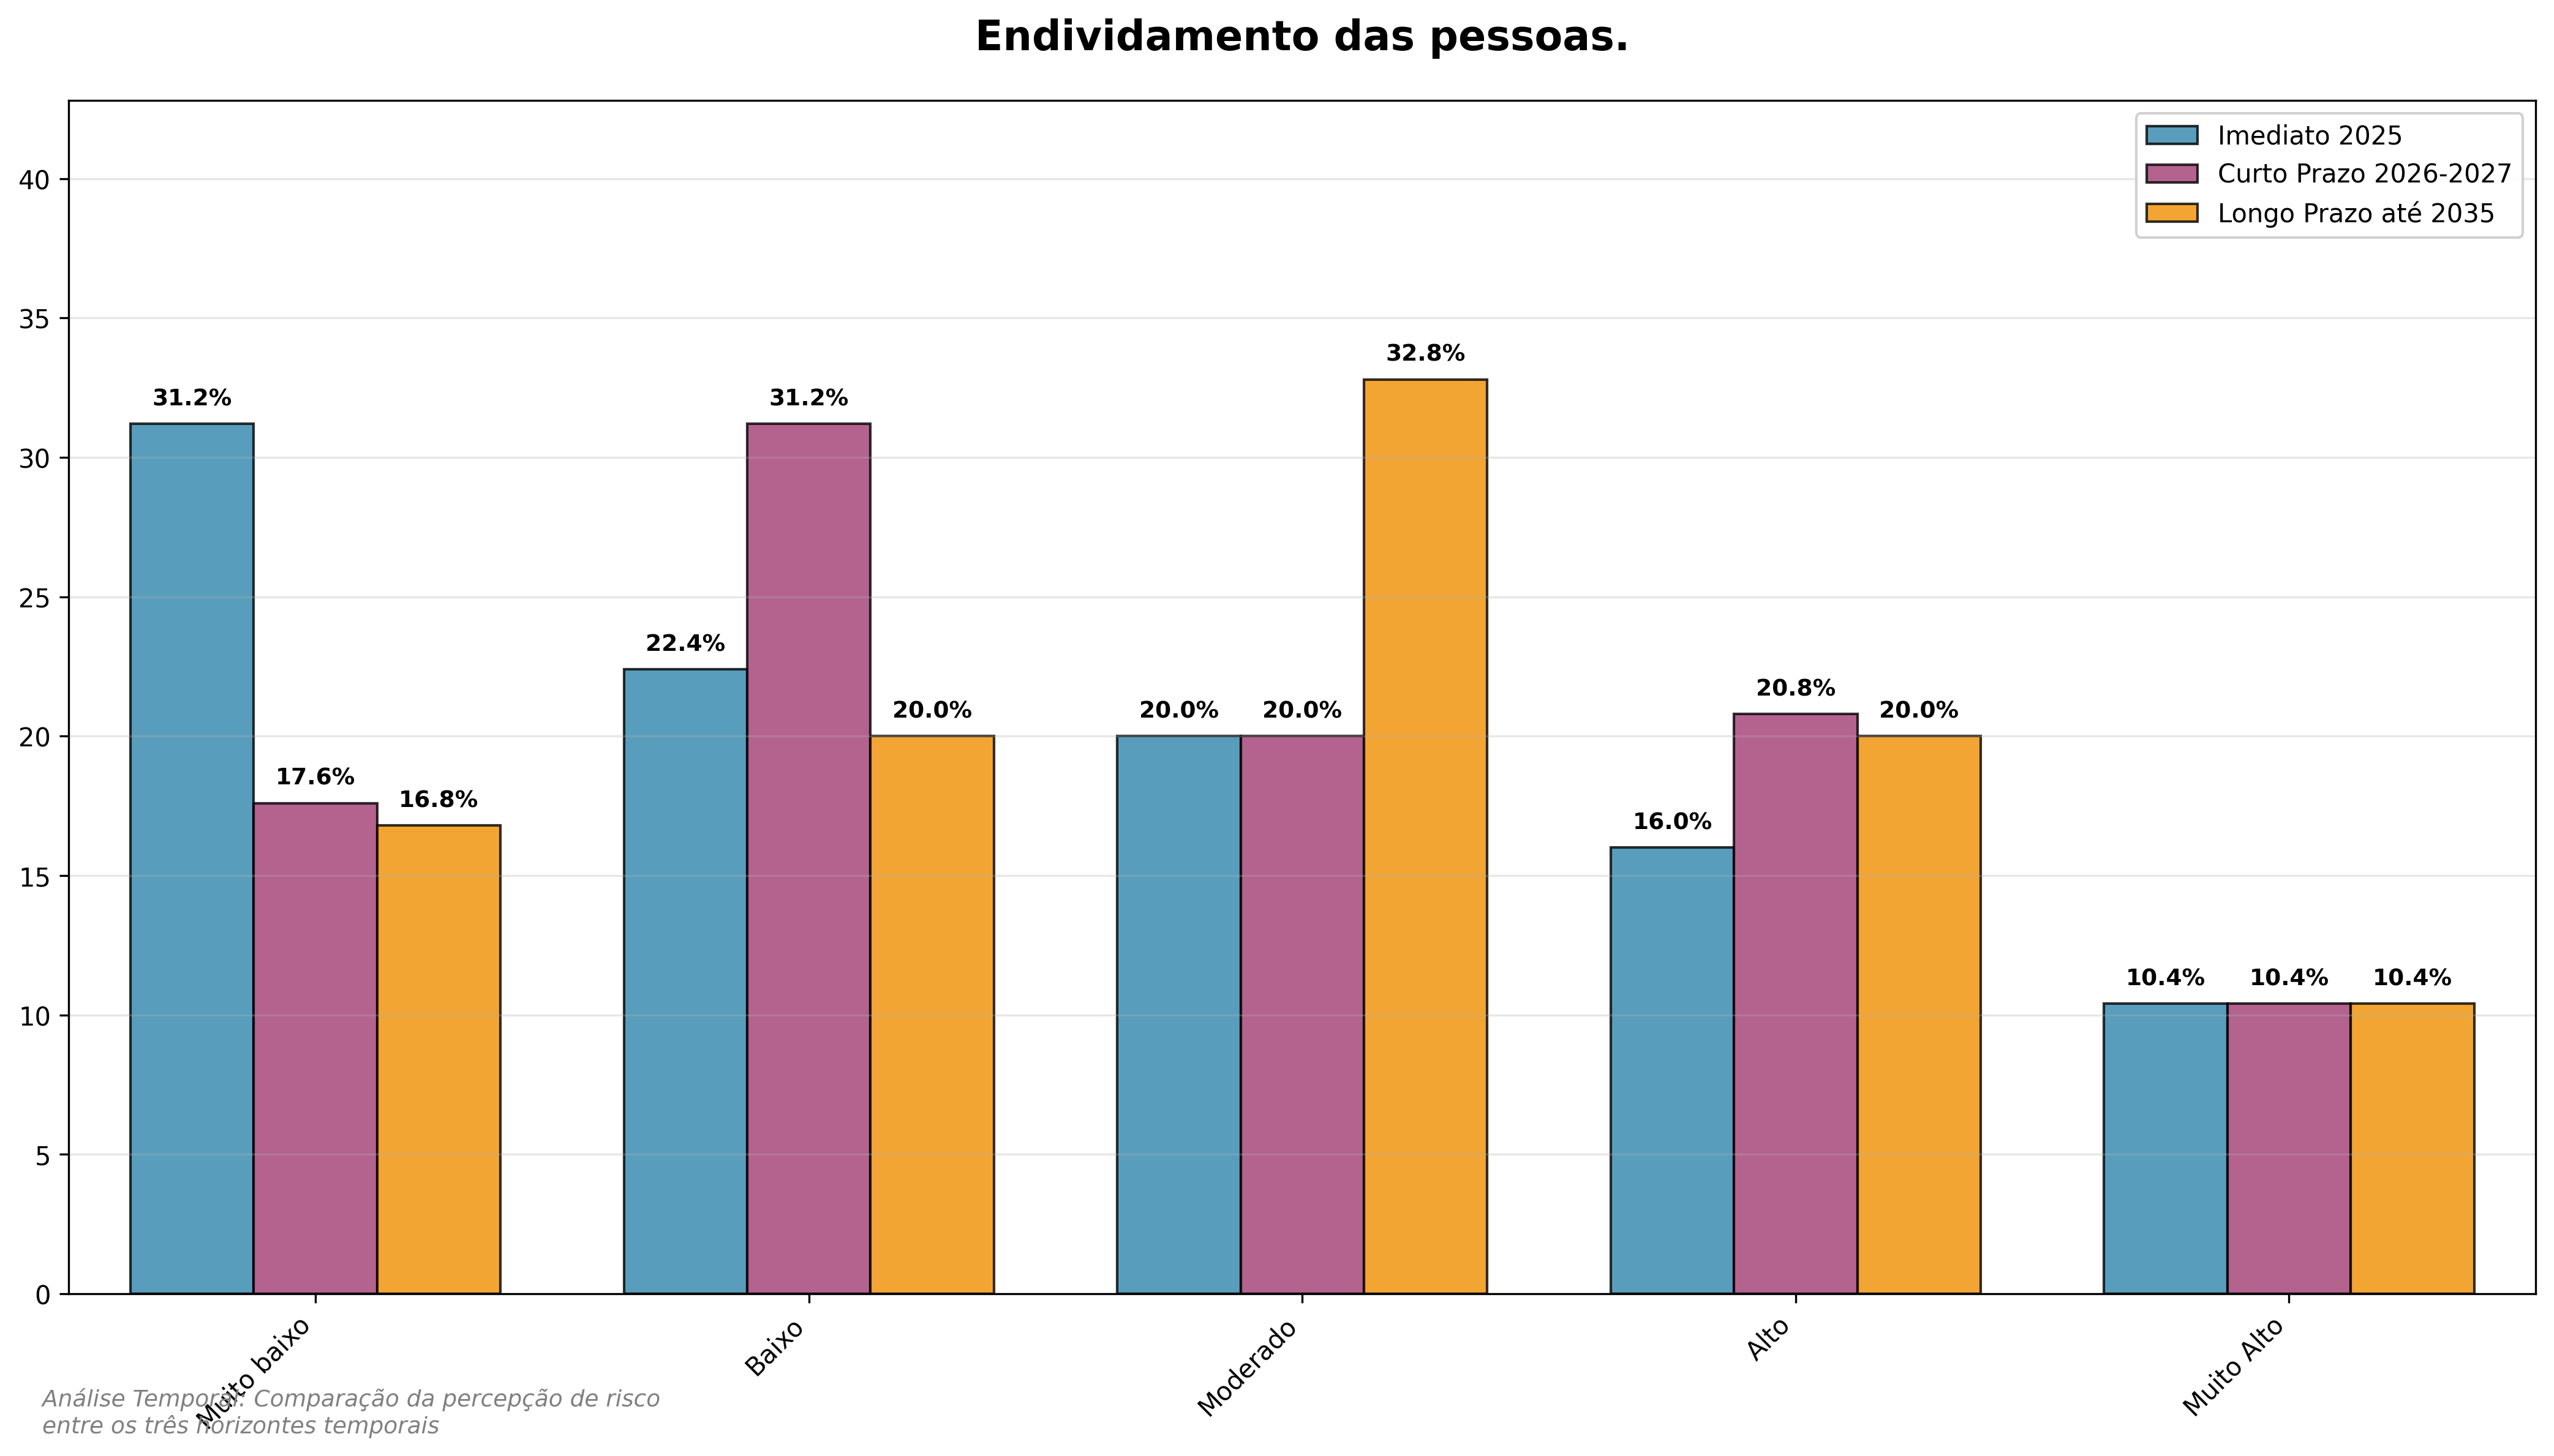 Endividamento das pessoas.
Imediato 2025
Curto Prazo 2026-2027
Longo Prazo até 2035
40
35
30
25
20
15
10
5
0
31.2%
17.6%
16.8%
22.4%
31.2%
20.0%
20.0%
20.0%
32.8%
16.0%
20.8%
20.0%
10.4%
10.4%
10.4%
Muito baixo
Baixo
Moderado
Alto
Muito Alto
Análise Temporal: Comparação da percepção de risco
entre os três horizontes temporais